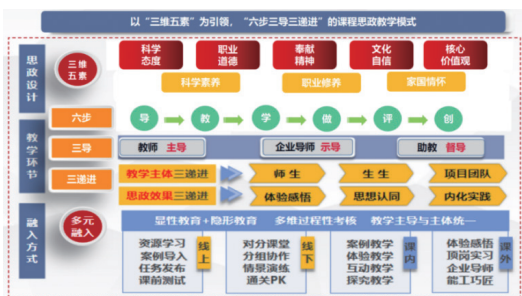 以“三维五素”为引领，“六步三导三递进”的课程思政教学模式
思政设计
三维五素
科学态度
职业道德
奉献精神
文化自信
核心价值观
科学素养
职业修养
家国情怀
教学环节
六步
导
教
学
做
评
创
三导
教师 主导
企业导师 示导
助教 督导
三递进
教学主体三递进
师生
生生
项目团队
思政效果三递进
体验感悟
思想认同
内化实践
融入方式
多元融入
显性教育+隐形教育 多维过程性考核 教学主导与主体统一
资源学习
案例导入
任务发布
课前测试
线上
对分课堂
分组协作
情景演练
通关PK
线下
案例教学
体验教学
互动教学
探究教学
课内
体验感悟
顶岗实习
企业导师
能工巧匠
课外